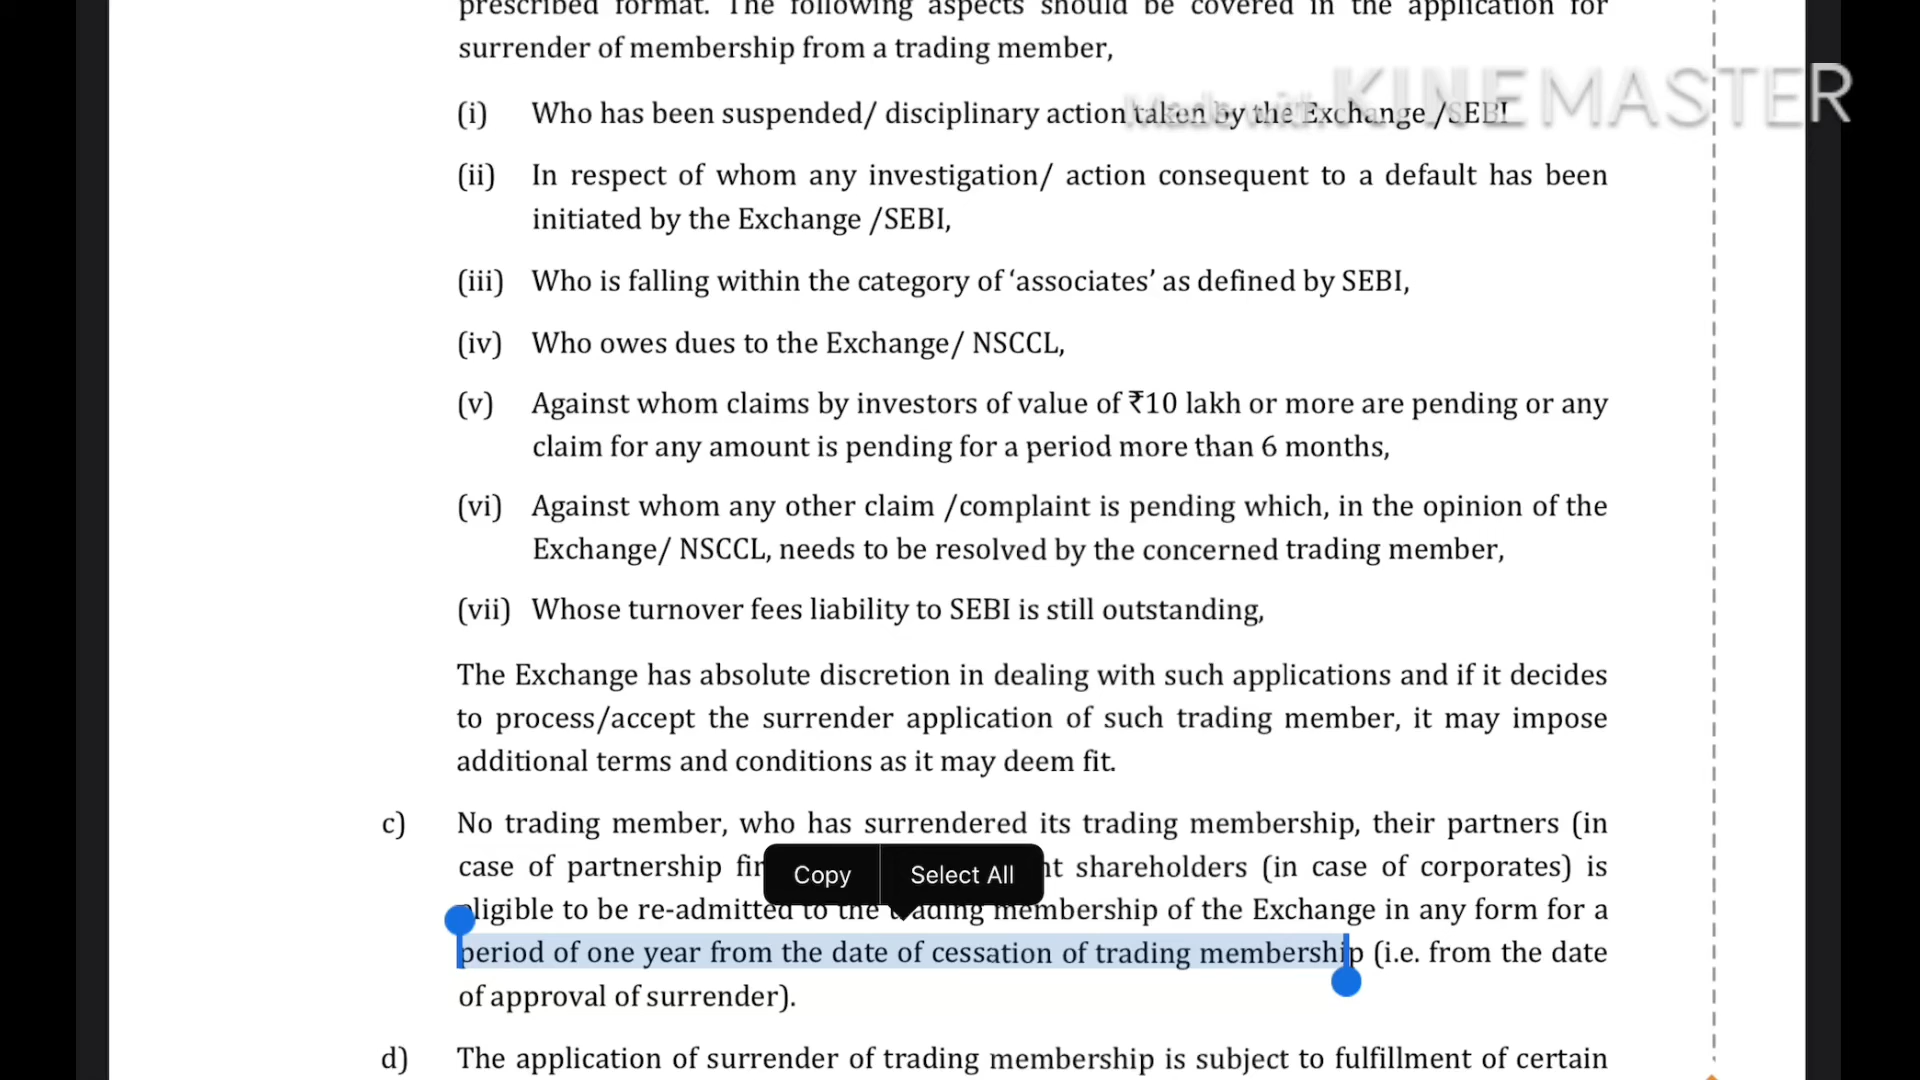 prescribed format. The following aspects should be covered in the application for
surrender of membership from a trading member,
Made with KINEMASTER
(i) Who has been suspended/ disciplinary action taken by the Exchange /SEBI
(ii) In respect of whom any investigation/ action consequent to a default has been
initiated by the Exchange /SEBI,
(iii) Who is falling within the category of ‘associates’ as defined by SEBI,
(iv) Who owes dues to the Exchange/ NSCCL,
(v) Against whom claims by investors of value of ₹10 lakh or more are pending or any
claim for any amount is pending for a period more than 6 months,
(vi) Against whom any other claim /complaint is pending which, in the opinion of the
Exchange/ NSCCL, needs to be resolved by the concerned trading member,
(vii) Whose turnover fees liability to SEBI is still outstanding,
The Exchange has absolute discretion in dealing with such applications and if it decides
to process/accept the surrender application of such trading member, it may impose
additional terms and conditions as it may deem fit.
c) No trading member, who has surrendered its trading membership, their partners (in
case of partnership shareholders (in case of corporates) is
Copy Select All
eligible to be re-admitted to the trading membership of the Exchange in any form for a
period of one year from the date of cessation of trading membership (i.e. from the date
of approval of surrender).
d) The application of surrender of trading membership is subject to fulfillment of certain